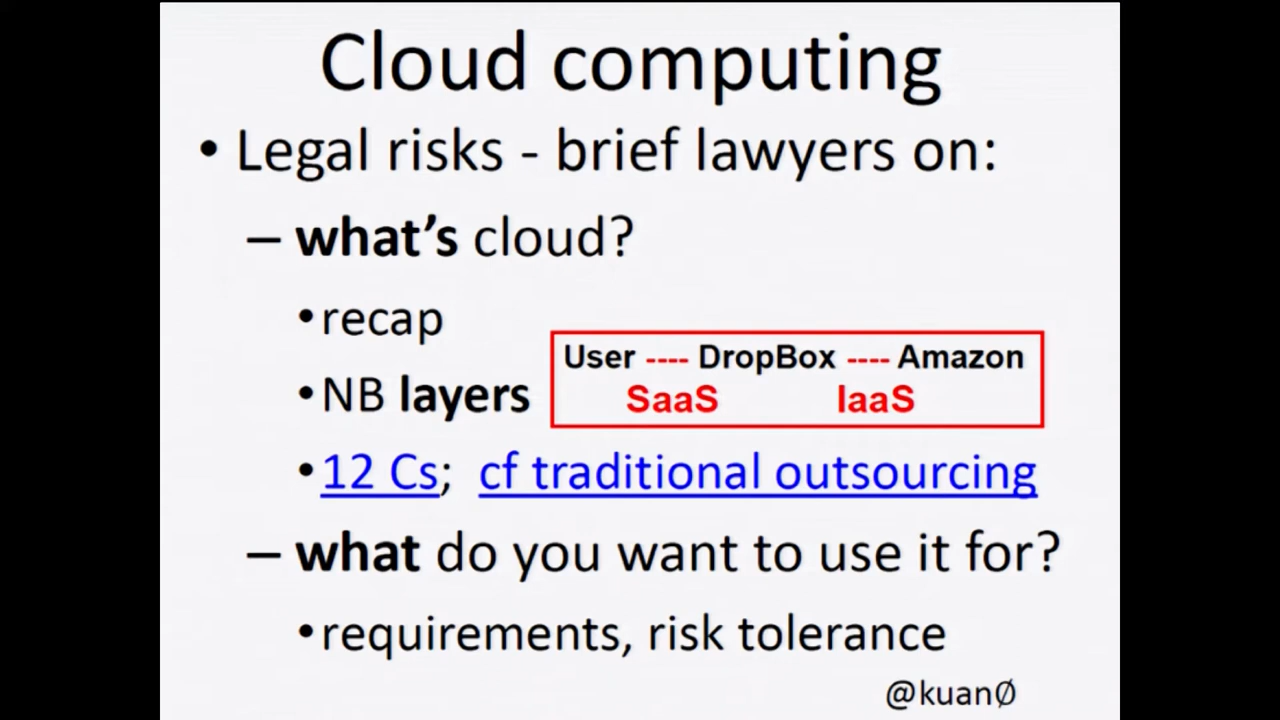 Cloud computing
• Legal risks - brief lawyers on:
– what’s cloud?
• recap
• NB layers
User ---- DropBox ---- Amazon
SaaS IaaS
• 12 Cs; cf traditional outsourcing
– what do you want to use it for?
• requirements, risk tolerance
@kuan∅